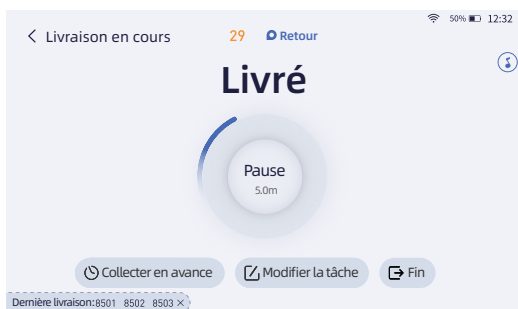 50% 12:32
Livraison en cours 29 Retour
Livré
Pause
5.0m
Collecter en avance Modifier la tâche Fin
Dernière livraison:8501 8502 8503 ×